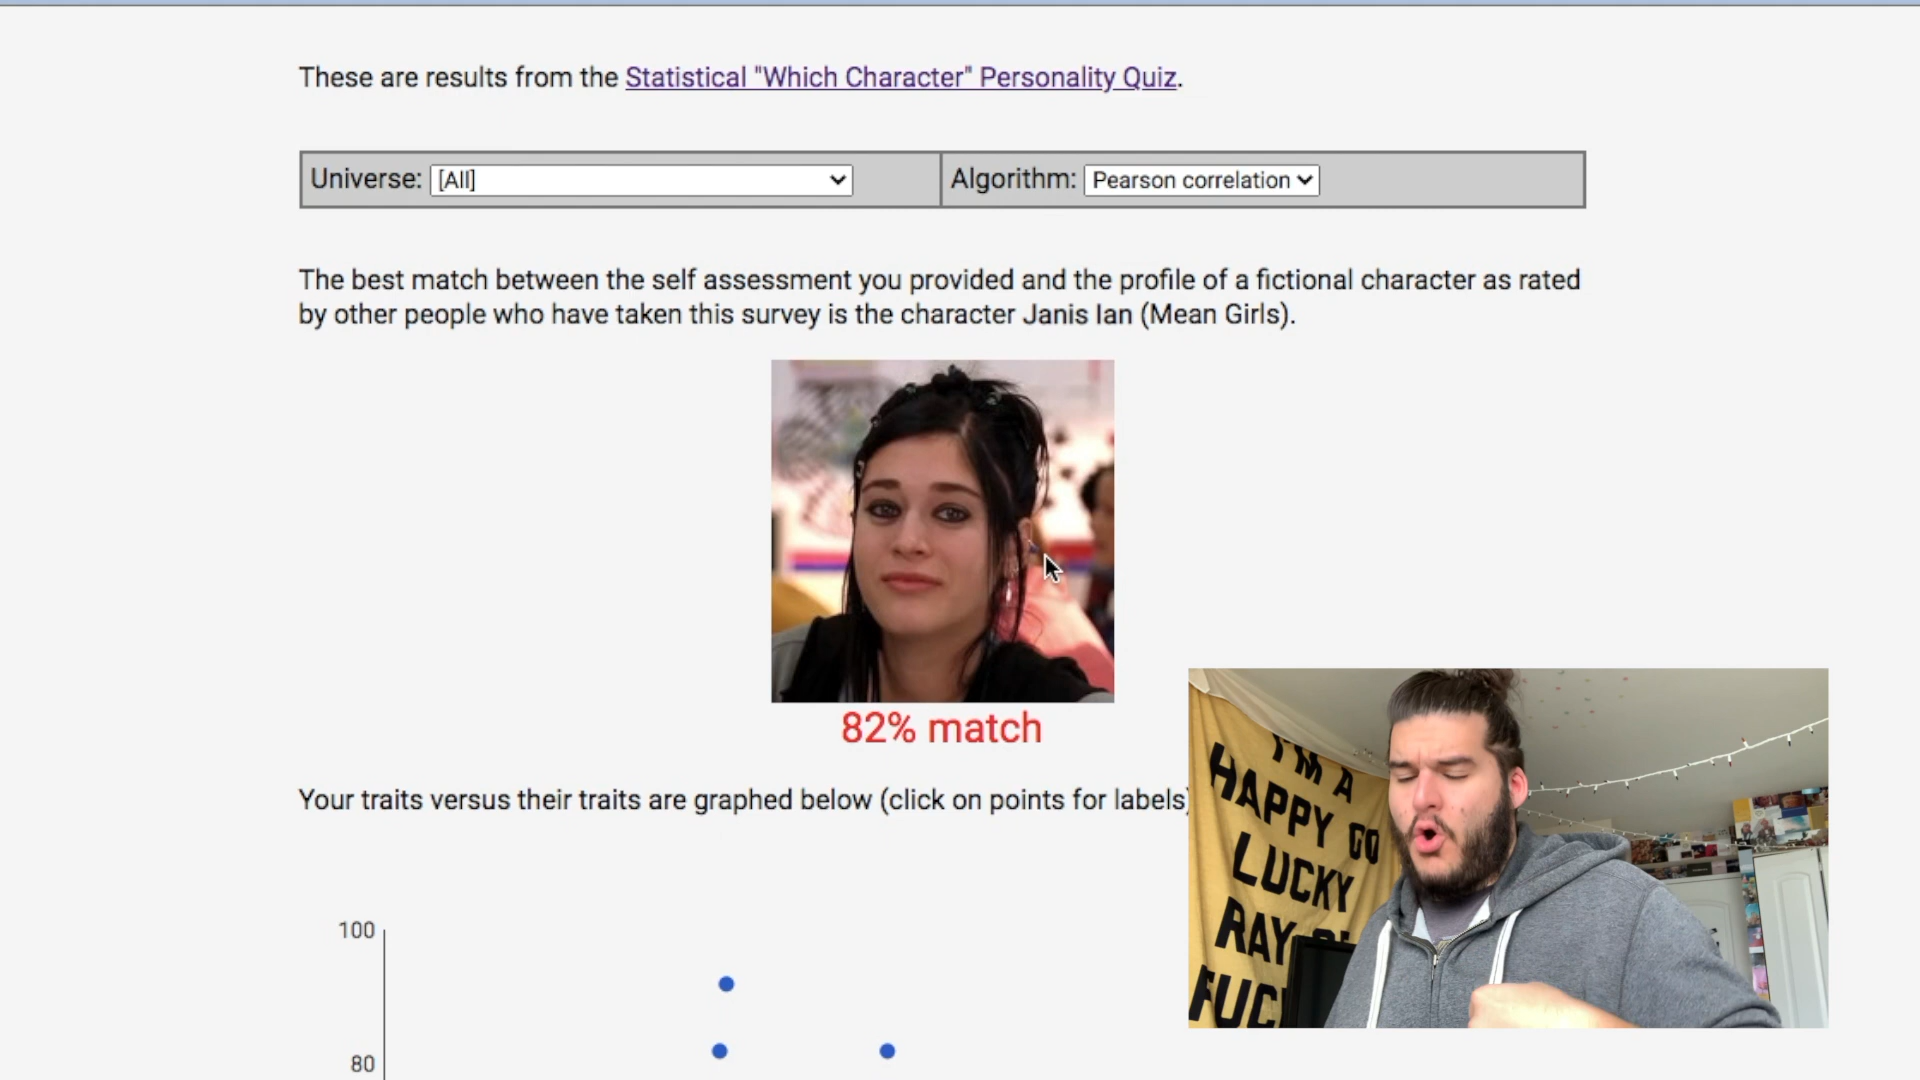 These are results from the Statistical "Which Character" Personality Quiz.
Universe: [All]
Algorithm: Pearson correlation
The best match between the self assessment you provided and the profile of a fictional character as rated
by other people who have taken this survey is the character Janis Ian (Mean Girls).
82% match
Your traits versus their traits are graphed below (click on points for labels)
100
80
I'M A
HAPPY GO
LUCKY
RAY